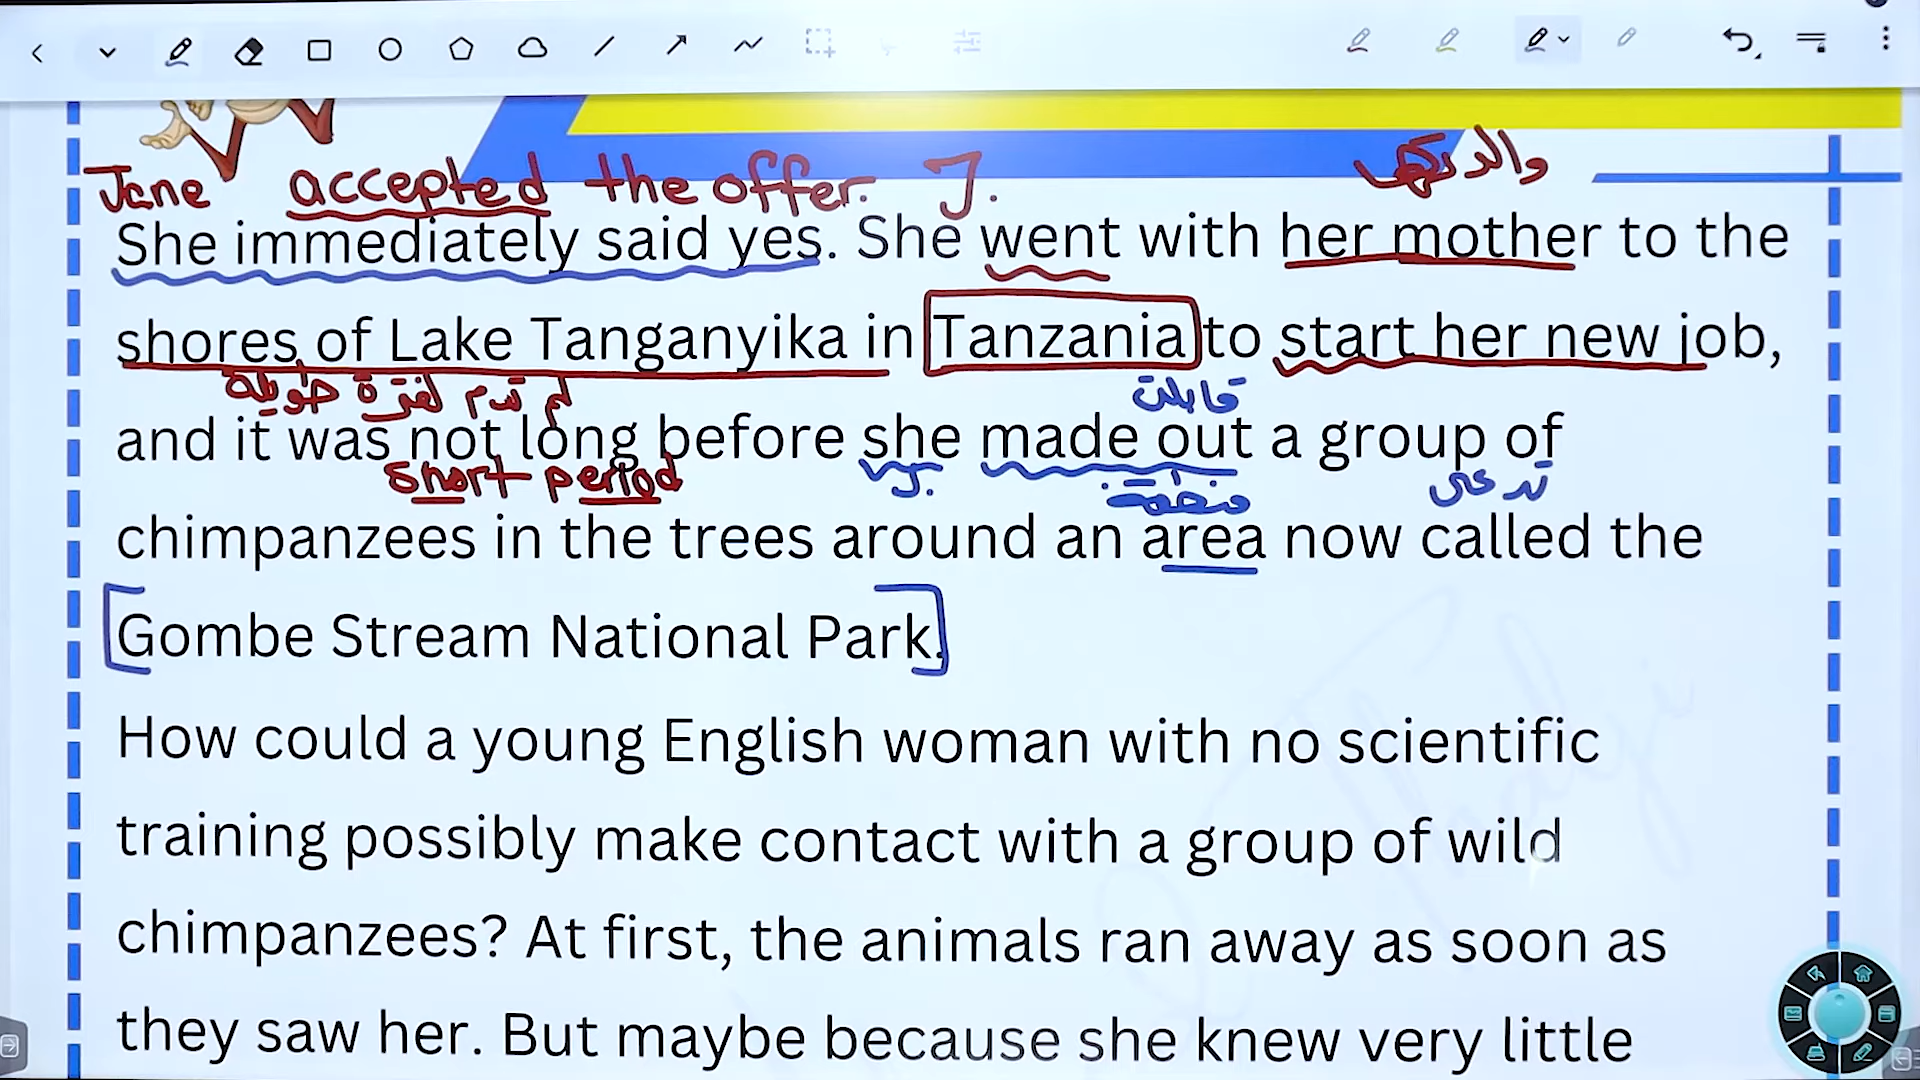 Jane accepted the offer. J. والدتها
She immediately said yes. She went with her mother to the
shores of Lake Tanganyika in Tanzania to start her new job,
لم تدم لفترة طويلة قابلت
and it was not long before she made out a group of
short period J. منطقة تدعى
chimpanzees in the trees around an area now called the
Gombe Stream National Park.
How could a young English woman with no scientific
training possibly make contact with a group of wild
chimpanzees? At first, the animals ran away as soon as
they saw her. But maybe because she knew very little